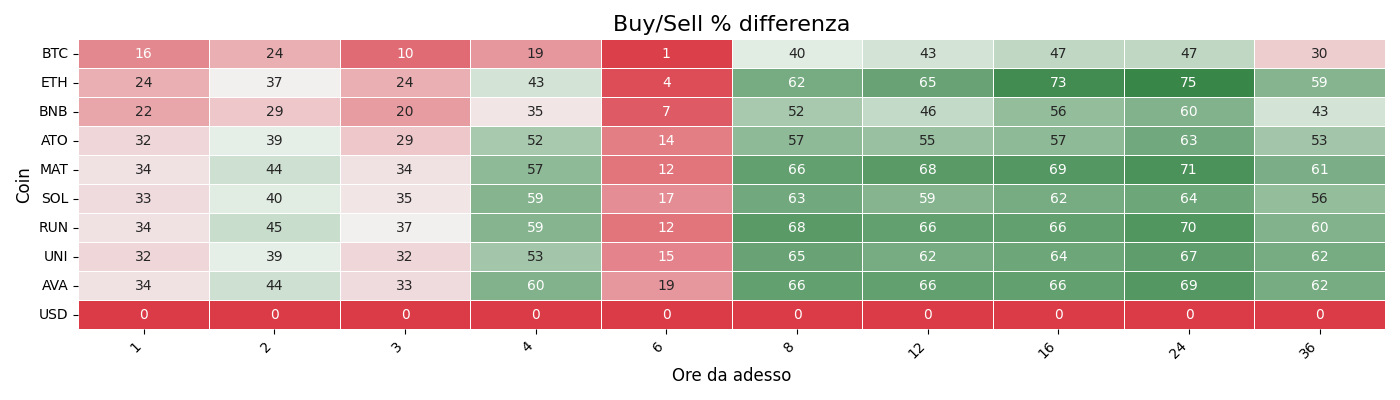 Buy/Sell % differenza
Coin
BTC 16 24 10 19 1 40 43 47 47 30
ETH 24 37 24 43 4 62 65 73 75 59
BNB 22 29 20 35 7 52 46 56 60 43
ATO 32 39 29 52 14 57 55 57 63 53
MAT 34 44 34 57 12 66 68 69 71 61
SOL 33 40 35 59 17 63 59 62 64 56
RUN 34 45 37 59 12 68 66 66 70 60
UNI 32 39 32 53 15 65 62 64 67 62
AVA 34 44 33 60 19 66 66 66 69 62
USD 0 0 0 0 0 0 0 0 0 0
1 2 3 4 6 8 12 16 24 36
Ore da adesso